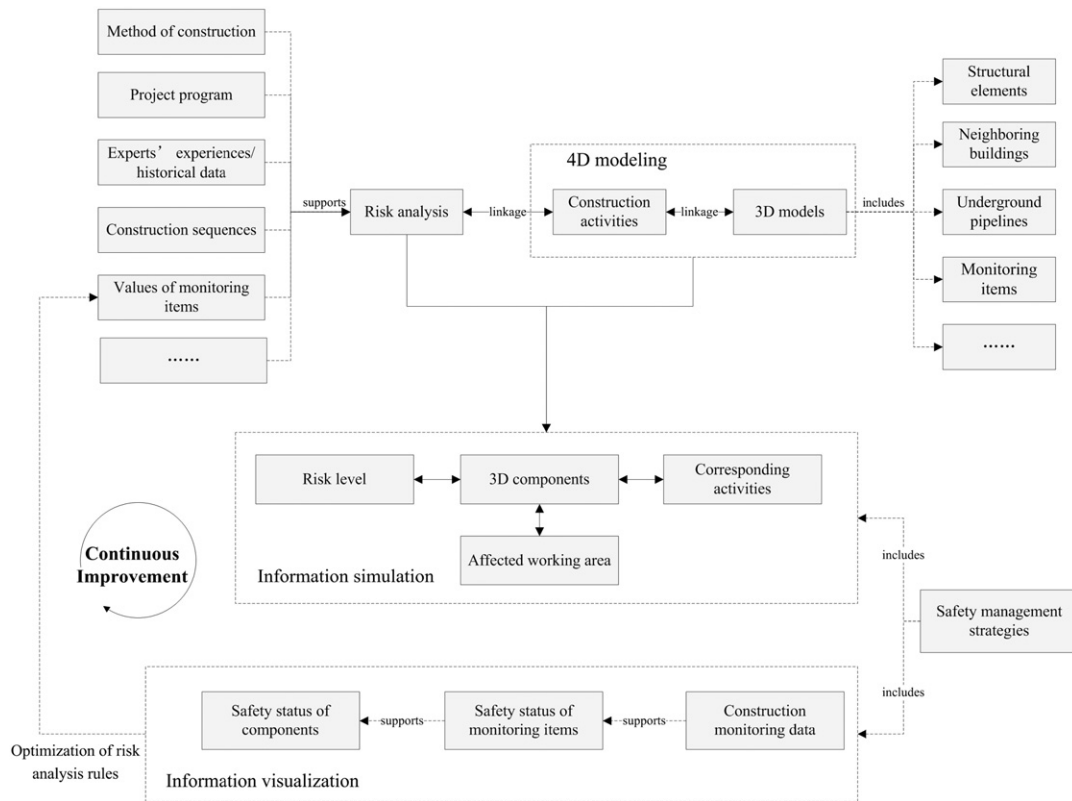 Method of construction
Project program
Experts’ experiences/
historical data
Construction sequences
Values of monitoring
items
……
supports
Risk analysis
linkage
4D modeling
Construction
activities
linkage
3D models
includes
Structural
elements
Neighboring
buildings
Underground
pipelines
Monitoring
items
……
Risk level
3D components
Corresponding
activities
Affected working area
Information simulation
Continuous
Improvement
includes
Safety management
strategies
includes
Safety status of
components
supports
Safety status of
monitoring items
supports
Construction
monitoring data
Information visualization
Optimization of risk
analysis rules